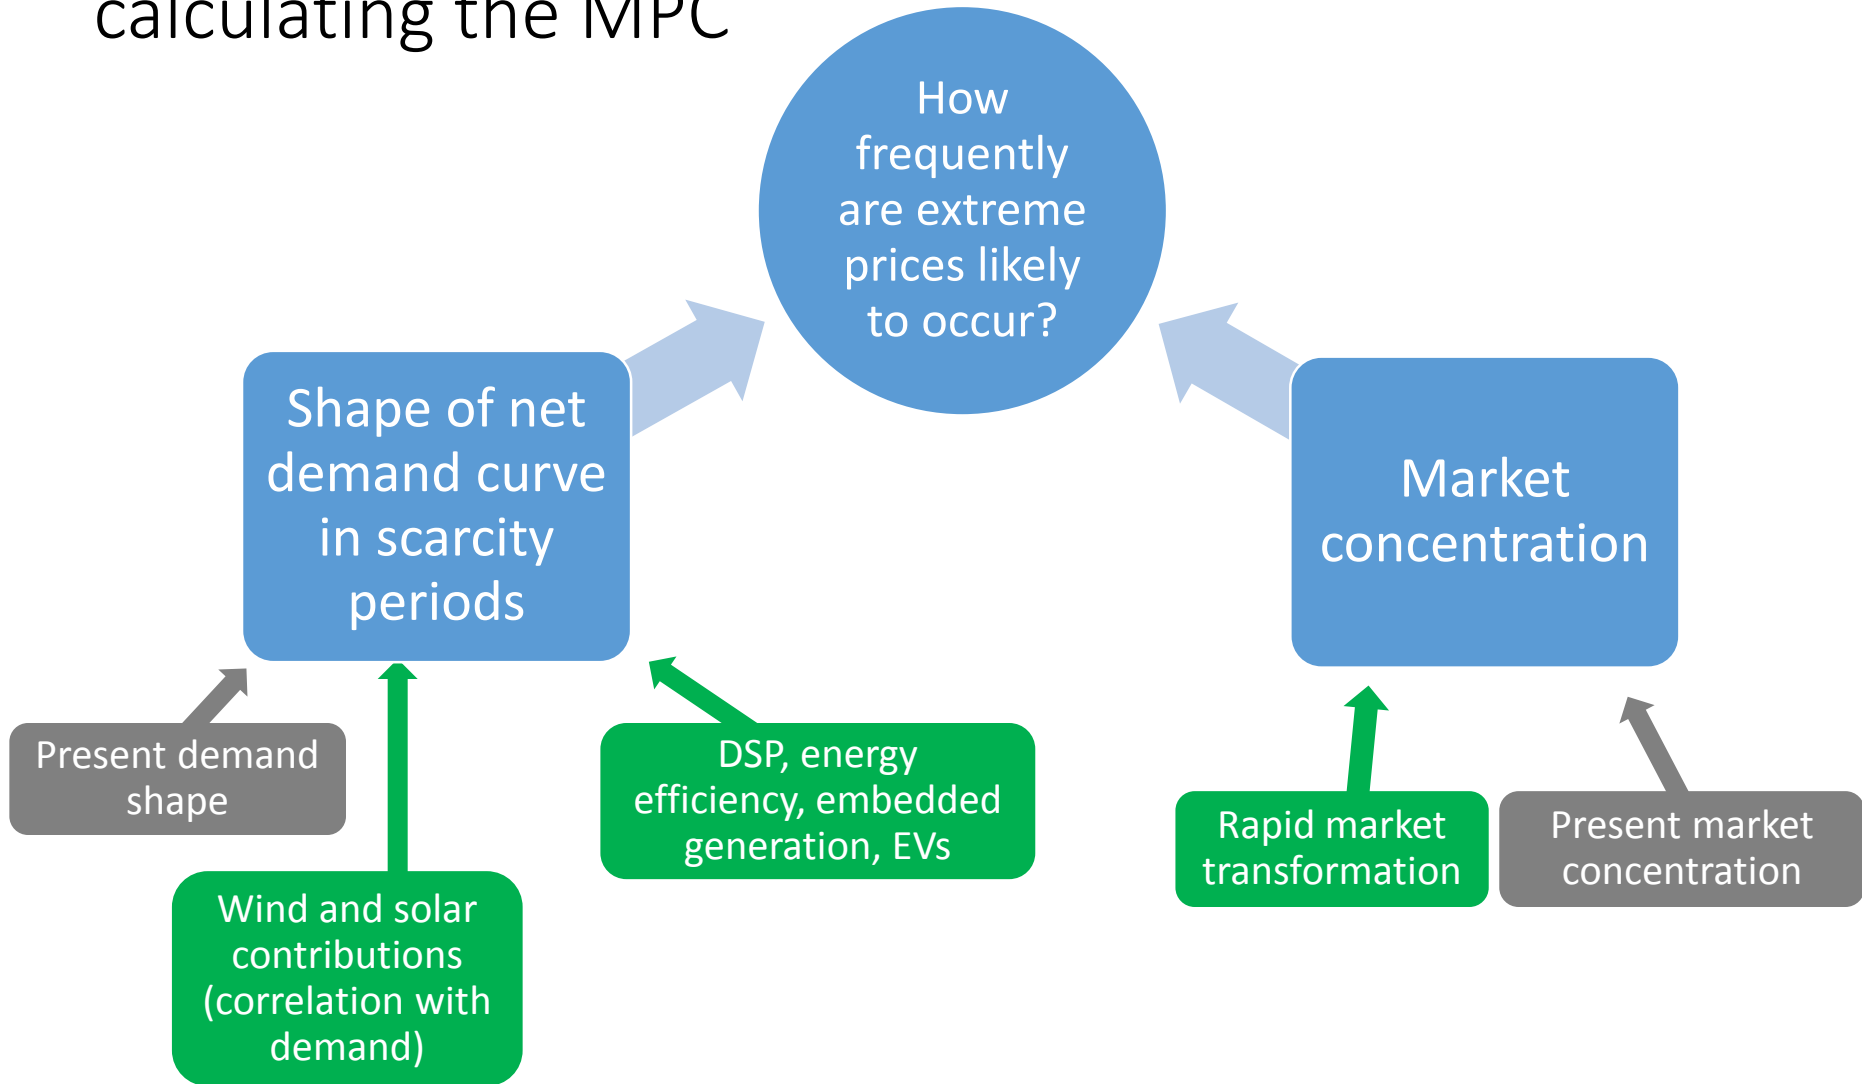 calculating the MPC
How
frequently
are extreme
prices likely
to occur?
Shape of net
demand curve
in scarcity
periods
Market
concentration
Present demand
shape
DSP, energy
efficiency, embedded
generation, EVs
Wind and solar
contributions
(correlation with
demand)
Rapid market
transformation
Present market
concentration